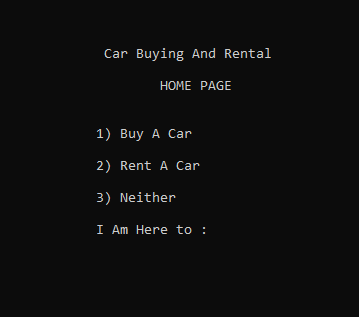 Car Buying And Rental
HOME PAGE
1) Buy A Car
2) Rent A Car
3) Neither
I Am Here to :